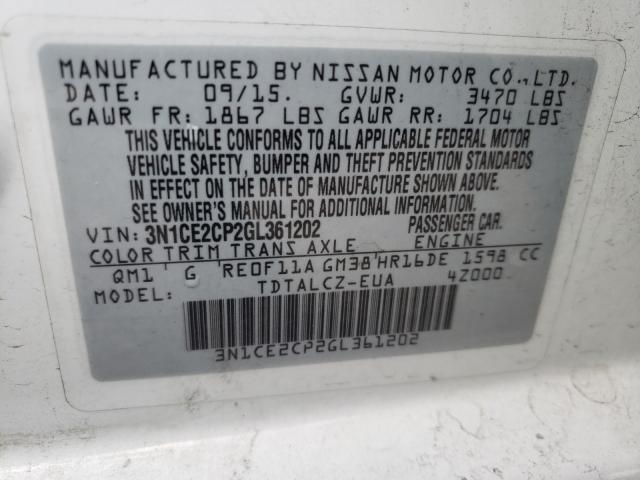 MANUFACTURED BY NISSAN MOTOR CO., LTD.
DATE: 09/15. GVWR: 3470 LBS
GAWR FR: 1867 LBS GAWR RR: 1704 LBS
THIS VEHICLE CONFORMS TO ALL APPLICABLE FEDERAL MOTOR
VEHICLE SAFETY, BUMPER AND THEFT PREVENTION STANDARDS
IN EFFECT ON THE DATE OF MANUFACTURE SHOWN ABOVE.
SEE OWNER'S MANUAL FOR ADDITIONAL INFORMATION.
VIN: 3N1CE2CP2GL361202 PASSENGER CAR.
COLOR TRIM TRANS AXLE ENGINE
QM1 G RE0F11A GM38 HR16DE 1598 CC
TDTALCZ-EUA 4Z000
3N1CE2CP2GL361202